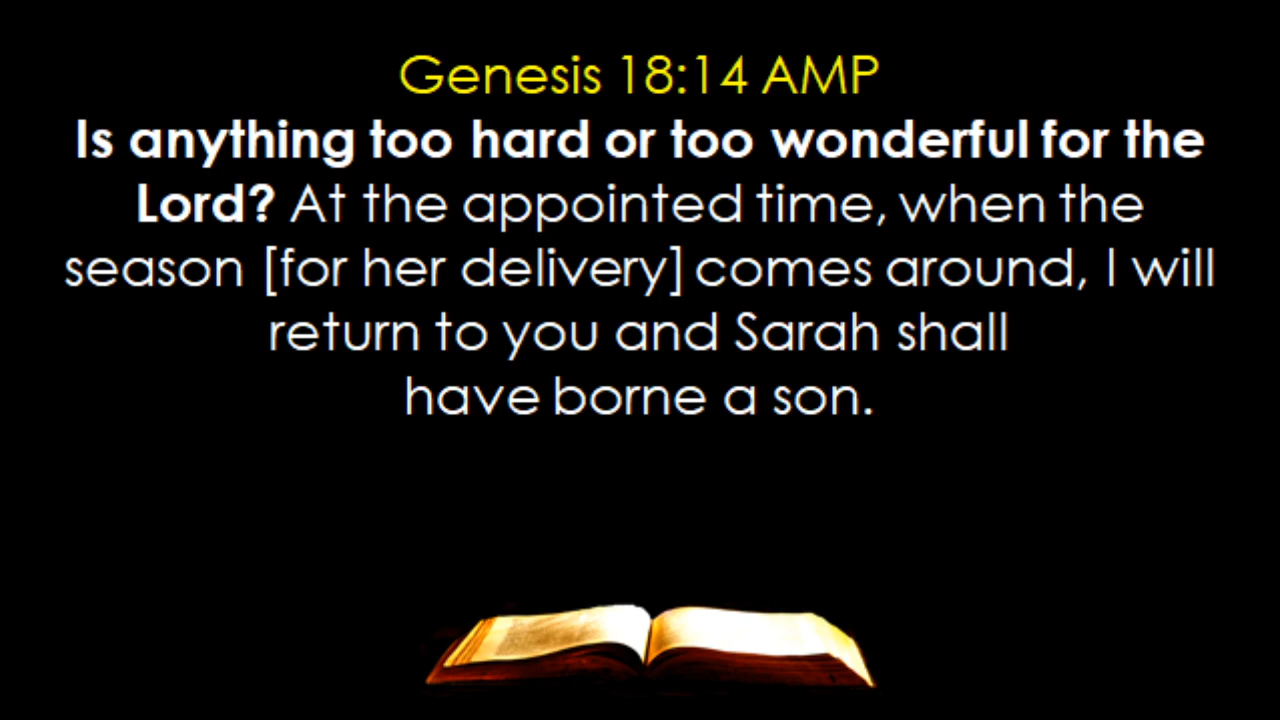 Genesis 18:14 AMP
Is anything too hard or too wonderful for the
Lord? At the appointed time, when the
season [for her delivery] comes around, I will
return to you and Sarah shall
have borne a son.